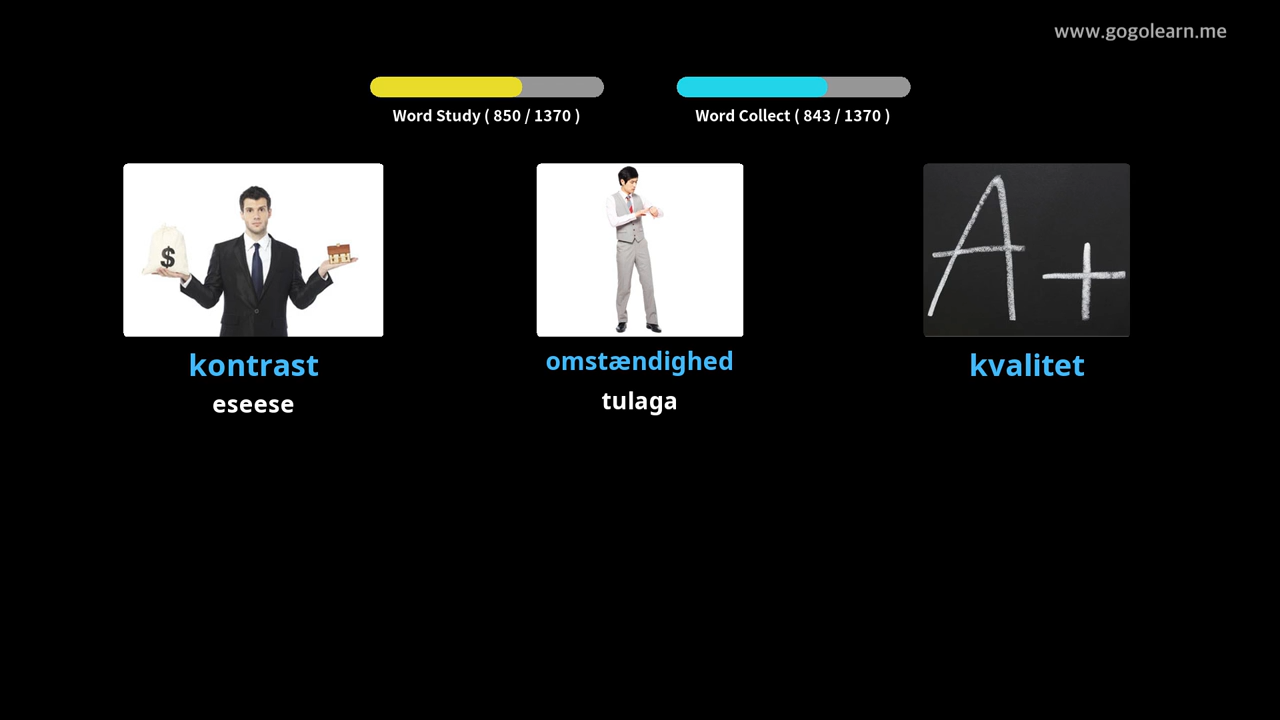 www.gogolearn.me
Word Study ( 850 / 1370 )
Word Collect ( 843 / 1370 )
$
A+
kontrast
omstændighed
kvalitet
eseese
tulaga